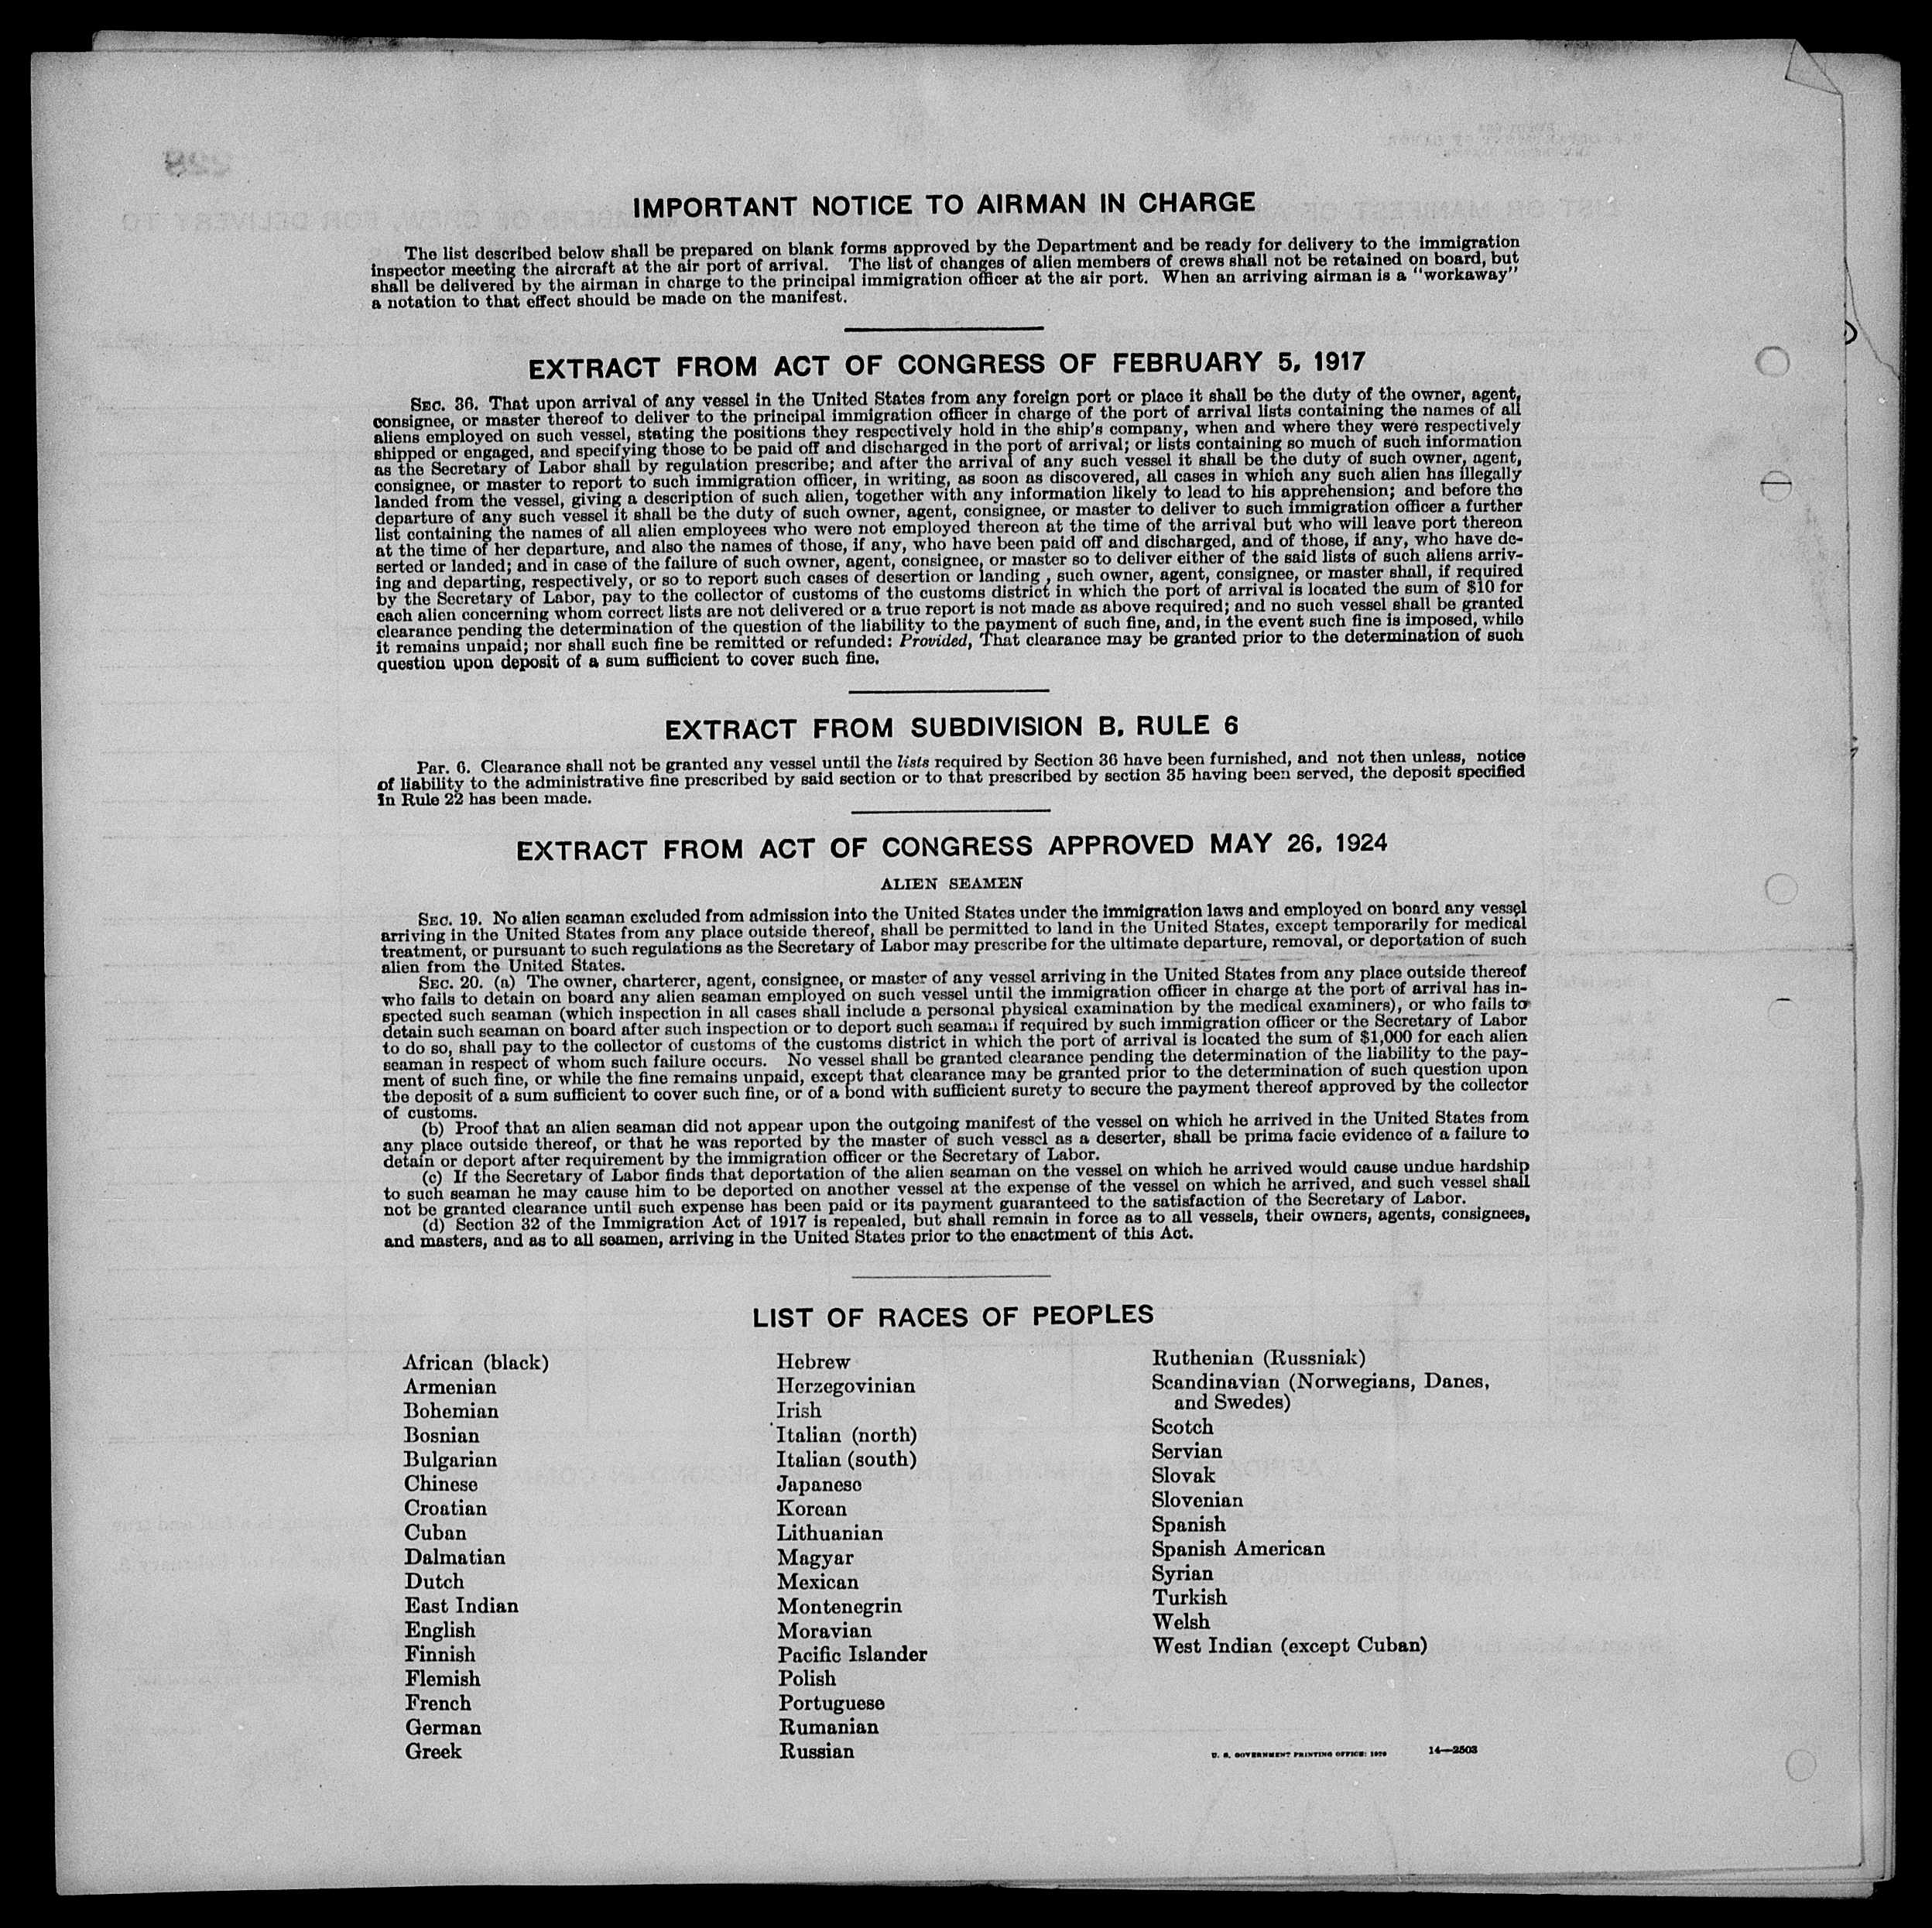 IMPORTANT NOTICE TO AIRMAN IN CHARGE
The list described below shall be prepared on blank forms approved by the Department and be ready for delivery to the immigration
inspector meeting the aircraft at the air port of arrival. The list of changes of alien members of crews shall not be retained on board, but
shall be delivered by the airman in charge to the principal immigration officer at the air port. When an arriving airman is a "workaway"
a notation to that effect should be made on the manifest.
EXTRACT FROM ACT OF CONGRESS OF FEBRUARY 5, 1917
SEC. 36. That upon arrival of any vessel in the United States from any foreign port or place it shall be the duty of the owner, agent,
consignee, or master thereof to deliver to the principal immigration officer in charge of the port of arrival lists containing the names of all
aliens employed on such vessel, stating the positions they respectively hold in the ship's company, when and where they were respectively
shipped or engaged, and specifying those to be paid off and discharged in the port of arrival; or lists containing so much of such information
as the Secretary of Labor shall by regulation prescribe; and after the arrival of any such vessel it shall be the duty of such owner, agent,
consignee, or master to report to such immigration officer, in writing, as soon as discovered, all cases in which any such alien has illegally
landed from the vessel, giving a description of such alien, together with any information likely to lead to his apprehension; and before the
departure of any such vessel it shall be the duty of such owner, agent, consignee, or master to deliver to such immigration officer a further
list containing the names of all alien employees who were not employed thereon at the time of the arrival but who will leave port thereon
at the time of her departure, and also the names of those, if any, who have been paid off and discharged, and of those, if any, who have de-
serted or landed; and in case of the failure of such owner, agent, consignee, or master so to deliver either of the said lists of such aliens arriv-
ing and departing, respectively, or so to report such cases of desertion or landing , such owner, agent, consignee, or master shall, if required
by the Secretary of Labor, pay to the collector of customs of the customs district in which the port of arrival is located the sum of $10 for
each alien concerning whom correct lists are not delivered or a true report is not made as above required; and no such vessel shall be granted
clearance pending the determination of the question of the liability to the payment of such fine, and, in the event such fine is imposed, while
it remains unpaid; nor shall such fine be remitted or refunded: Provided, That clearance may be granted prior to the determination of such
question upon deposit of a sum sufficient to cover such fine.
EXTRACT FROM SUBDIVISION B, RULE 6
Par. 6. Clearance shall not be granted any vessel until the lists required by Section 36 have been furnished, and not then unless, notice
of liability to the administrative fine prescribed by said section or to that prescribed by section 35 having been served, the deposit specified
in Rule 22 has been made.
EXTRACT FROM ACT OF CONGRESS APPROVED MAY 26, 1924
ALIEN SEAMEN
SEC. 19. No alien seaman excluded from admission into the United States under the immigration laws and employed on board any vessel
arriving in the United States from any place outside thereof, shall be permitted to land in the United States, except temporarily for medical
treatment, or pursuant to such regulations as the Secretary of Labor may prescribe for the ultimate departure, removal, or deportation of such
alien from the United States.
SEC. 20. (a) The owner, charterer, agent, consignee, or master of any vessel arriving in the United States from any place outside thereof
who fails to detain on board any alien seaman employed on such vessel until the immigration officer in charge at the port of arrival has in-
spected such seaman (which inspection in all cases shall include a personal physical examination by the medical examiners), or who fails to
detain such seaman on board after such inspection or to deport such seaman if required by such immigration officer or the Secretary of Labor
to do so, shall pay to the collector of customs of the customs district in which the port of arrival is located the sum of $1,000 for each alien
seaman in respect of whom such failure occurs. No vessel shall be granted clearance pending the determination of the liability to the pay-
ment of such fine, or while the fine remains unpaid, except that clearance may be granted prior to the determination of such question upon
the deposit of a sum sufficient to cover such fine, or of a bond with sufficient surety to secure the payment thereof approved by the collector
of customs.
(b) Proof that an alien seaman did not appear upon the outgoing manifest of the vessel on which he arrived in the United States from
any place outside thereof, or that he was reported by the master of such vessel as a deserter, shall be prima facie evidence of a failure to
detain or deport after requirement by the immigration officer or the Secretary of Labor.
(c) If the Secretary of Labor finds that deportation of the alien seaman on the vessel on which he arrived would cause undue hardship
to such seaman he may cause him to be deported on another vessel at the expense of the vessel on which he arrived, and such vessel shall
not be granted clearance until such expense has been paid or its payment guaranteed to the satisfaction of the Secretary of Labor.
(d) Section 32 of the Immigration Act of 1917 is repealed, but shall remain in force as to all vessels, their owners, agents, consignees,
and masters, and as to all seamen, arriving in the United States prior to the enactment of this Act.
LIST OF RACES OF PEOPLES
African (black)
Armenian
Bohemian
Bosnian
Bulgarian
Chinese
Croatian
Cuban
Dalmatian
Dutch
East Indian
English
Finnish
Flemish
French
German
Greek
Hebrew
Herzegovinian
Irish
Italian (north)
Italian (south)
Japanese
Korean
Lithuanian
Magyar
Mexican
Montenegrin
Moravian
Pacific Islander
Polish
Portuguese
Rumanian
Russian
Ruthenian (Russniak)
Scandinavian (Norwegians, Danes,
and Swedes)
Scotch
Servian
Slovak
Slovenian
Spanish
Spanish American
Syrian
Turkish
Welsh
West Indian (except Cuban)
U. S. GOVERNMENT PRINTING OFFICE: 14—2503